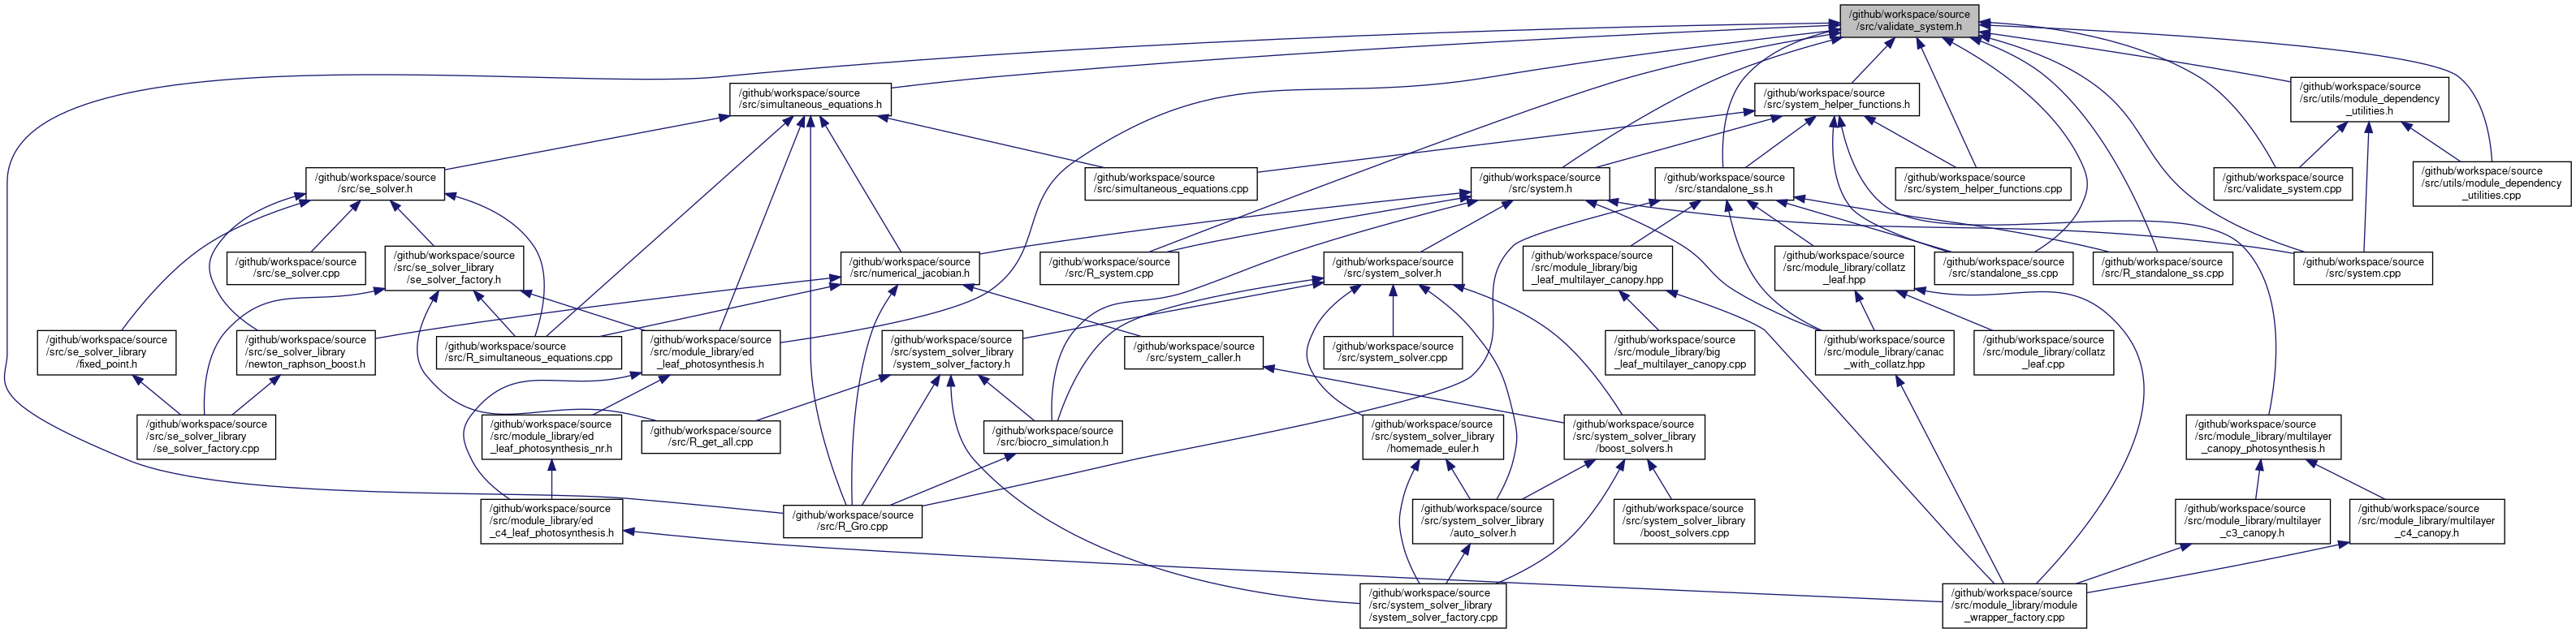 /github/workspace/source
/src/validate_system.h
/github/workspace/source
/src/simultaneous_equations.h
/github/workspace/source
/src/system_helper_functions.h
/github/workspace/source
/src/utils/module_dependency
_utilities.h
/github/workspace/source
/src/se_solver.h
/github/workspace/source
/src/simultaneous_equations.cpp
/github/workspace/source
/src/system.h
/github/workspace/source
/src/standalone_ss.h
/github/workspace/source
/src/system_helper_functions.cpp
/github/workspace/source
/src/validate_system.cpp
/github/workspace/source
/src/utils/module_dependency
_utilities.cpp
/github/workspace/source
/src/se_solver.cpp
/github/workspace/source
/src/se_solver_library
/se_solver_factory.h
/github/workspace/source
/src/numerical_jacobian.h
/github/workspace/source
/src/R_system.cpp
/github/workspace/source
/src/system_solver.h
/github/workspace/source
/src/module_library/big
_leaf_multilayer_canopy.hpp
/github/workspace/source
/src/module_library/collatz
_leaf.hpp
/github/workspace/source
/src/standalone_ss.cpp
/github/workspace/source
/src/R_standalone_ss.cpp
/github/workspace/source
/src/system.cpp
/github/workspace/source
/src/se_solver_library
/fixed_point.h
/github/workspace/source
/src/se_solver_library
/newton_raphson_boost.h
/github/workspace/source
/src/R_simultaneous_equations.cpp
/github/workspace/source
/src/module_library/ed
_leaf_photosynthesis.h
/github/workspace/source
/src/system_solver_library
/system_solver_factory.h
/github/workspace/source
/src/system_caller.h
/github/workspace/source
/src/system_solver.cpp
/github/workspace/source
/src/module_library/big
_leaf_multilayer_canopy.cpp
/github/workspace/source
/src/module_library/canac
_with_collatz.hpp
/github/workspace/source
/src/module_library/collatz
_leaf.cpp
/github/workspace/source
/src/se_solver_library
/se_solver_factory.cpp
/github/workspace/source
/src/module_library/ed
_leaf_photosynthesis_nr.h
/github/workspace/source
/src/R_get_all.cpp
/github/workspace/source
/src/biocro_simulation.h
/github/workspace/source
/src/system_solver_library
/homemade_euler.h
/github/workspace/source
/src/system_solver_library
/boost_solvers.h
/github/workspace/source
/src/module_library/multilayer
_canopy_photosynthesis.h
/github/workspace/source
/src/module_library/ed
_c4_leaf_photosynthesis.h
/github/workspace/source
/src/R_Gro.cpp
/github/workspace/source
/src/system_solver_library
/auto_solver.h
/github/workspace/source
/src/system_solver_library
/boost_solvers.cpp
/github/workspace/source
/src/module_library/multilayer
_c3_canopy.h
/github/workspace/source
/src/module_library/multilayer
_c4_canopy.h
/github/workspace/source
/src/system_solver_library
/system_solver_factory.cpp
/github/workspace/source
/src/module_library/module
_wrapper_factory.cpp